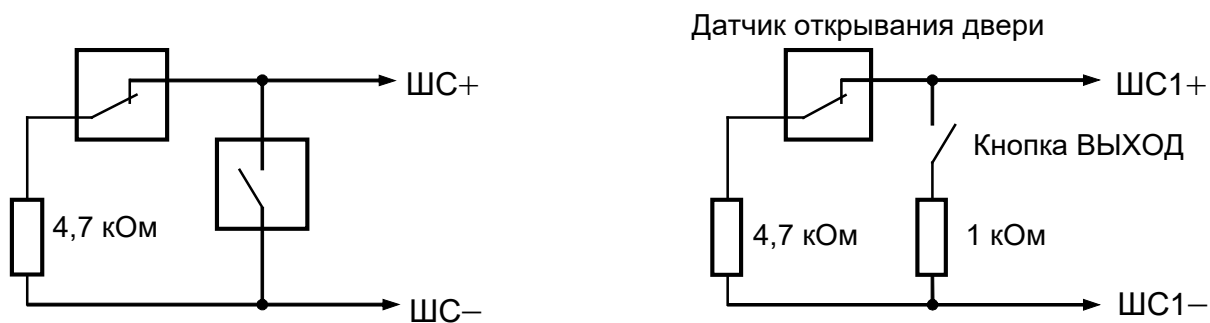 ШС+
4,7 кОм
ШС−
Датчик открывания двери
ШС1+
Кнопка ВЫХОД
4,7 кОм
1 кОм
ШС1−